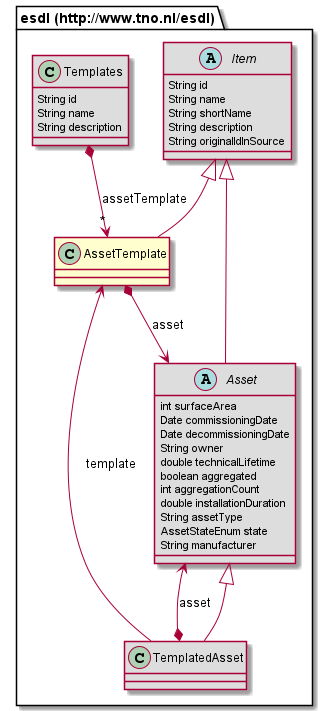 esdl (http://www.tno.nl/esdl)
C Templates
String id
String name
String description
A Item
String id
String name
String shortName
String description
String originalIdInSource
assetTemplate
*
C AssetTemplate
asset
A Asset
int surfaceArea
Date commissioningDate
Date decommissioningDate
String owner
double technicalLifetime
boolean aggregated
int aggregationCount
double installationDuration
String assetType
AssetStateEnum state
String manufacturer
template
asset
C TemplatedAsset